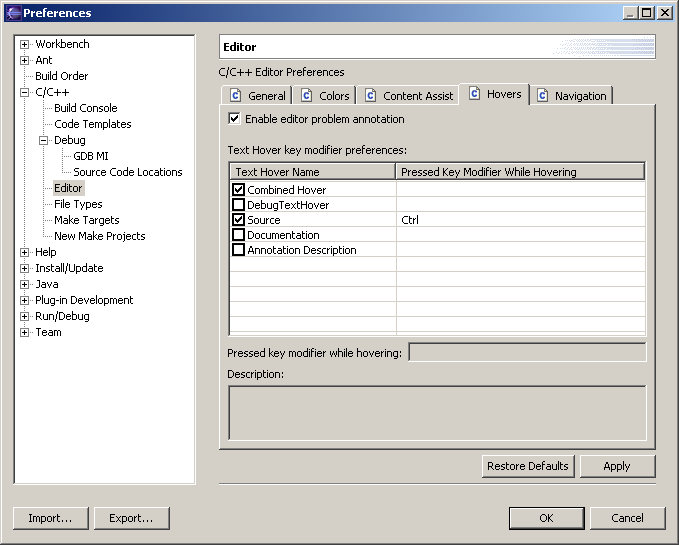 Preferences
Workbench
Ant
Build Order
C/C++
Build Console
Code Templates
Debug
GDB MI
Source Code Locations
Editor
File Types
Make Targets
New Make Projects
Help
Install/Update
Java
Plug-in Development
Run/Debug
Team
Editor
C/C++ Editor Preferences
General Colors Content Assist Hovers Navigation
Enable editor problem annotation
Text Hover key modifier preferences:
Text Hover Name Pressed Key Modifier While Hovering
Combined Hover
DebugTextHover
Source Ctrl
Documentation
Annotation Description
Pressed key modifier while hovering:
Description:
Restore Defaults Apply
Import... Export... OK Cancel